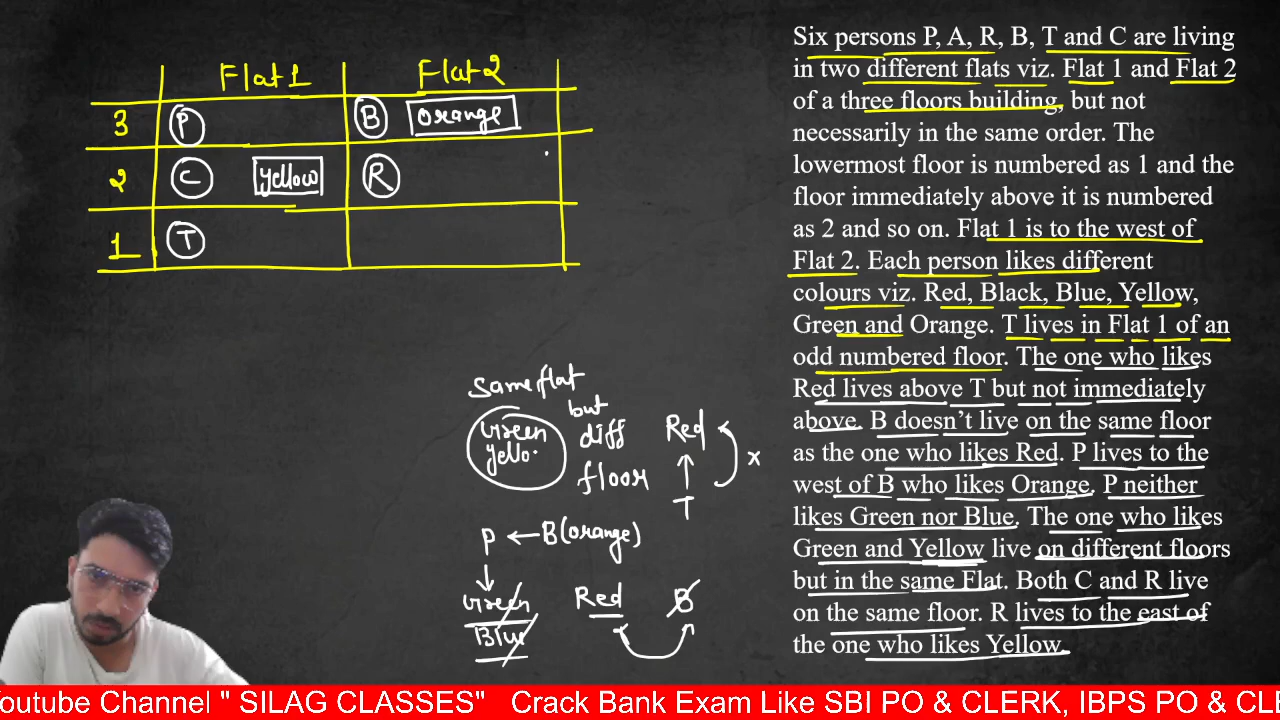 Flat 1 Flat 2
3 P B Orange
2 C Yellow R
1 T
Same flat
but
Green diff Red
Yello x
floor
T
P B(orange)
Green Red B
Blue
Six persons P, A, R, B, T and C are living
in two different flats viz. Flat 1 and Flat 2
of a three floors building, but not
necessarily in the same order. The
lowermost floor is numbered as 1 and the
floor immediately above it is numbered
as 2 and so on. Flat 1 is to the west of
Flat 2. Each person likes different
colours viz. Red, Black, Blue, Yellow,
Green and Orange. T lives in Flat 1 of an
odd numbered floor. The one who likes
Red lives above T but not immediately
above. B doesn't live on the same floor
as the one who likes Red. P lives to the
west of B who likes Orange. P neither
likes Green nor Blue. The one who likes
Green and Yellow live on different floors
but in the same Flat. Both C and R live
on the same floor. R lives to the east of
the one who likes Yellow.
Youtube Channel " SILAG CLASSES" Crack Bank Exam Like SBI PO & CLERK, IBPS PO & CLE